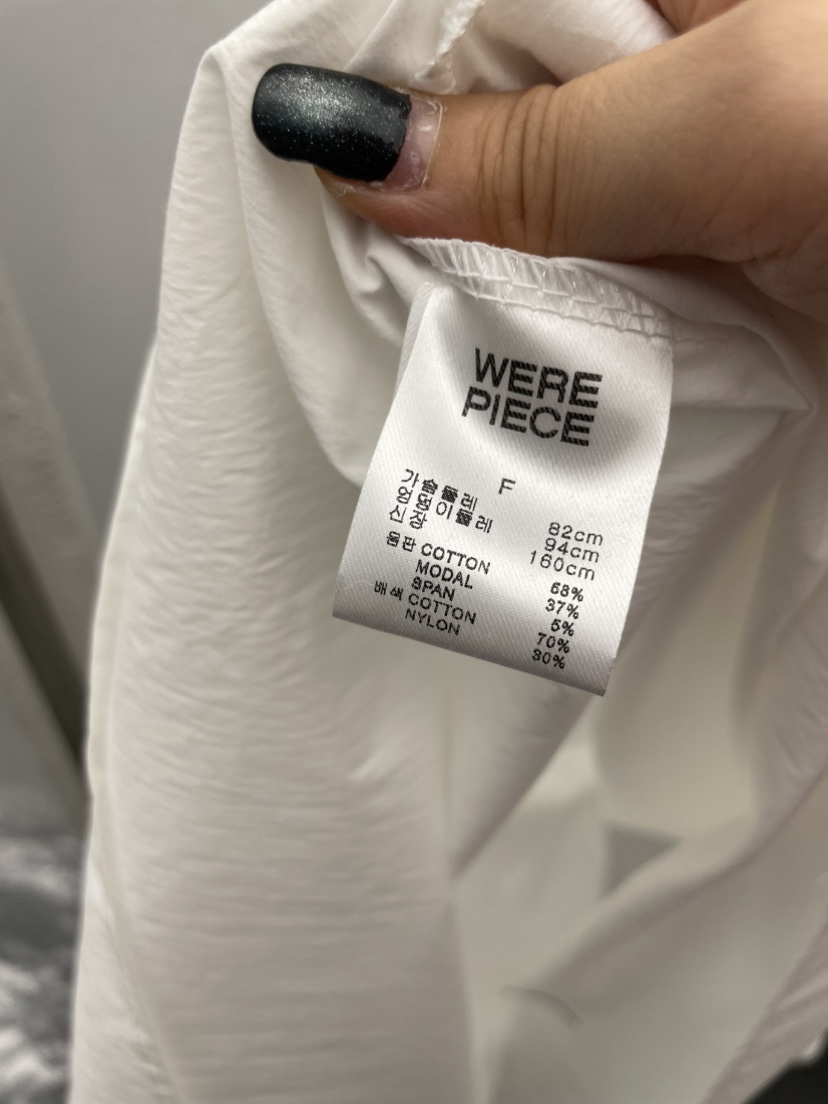 WERE
PIECE
F
가슴둘레 82cm
엉덩이둘레 94cm
신장 160cm
몸판 COTTON 58%
MODAL 37%
SPAN 5%
배색 COTTON 70%
NYLON 30%